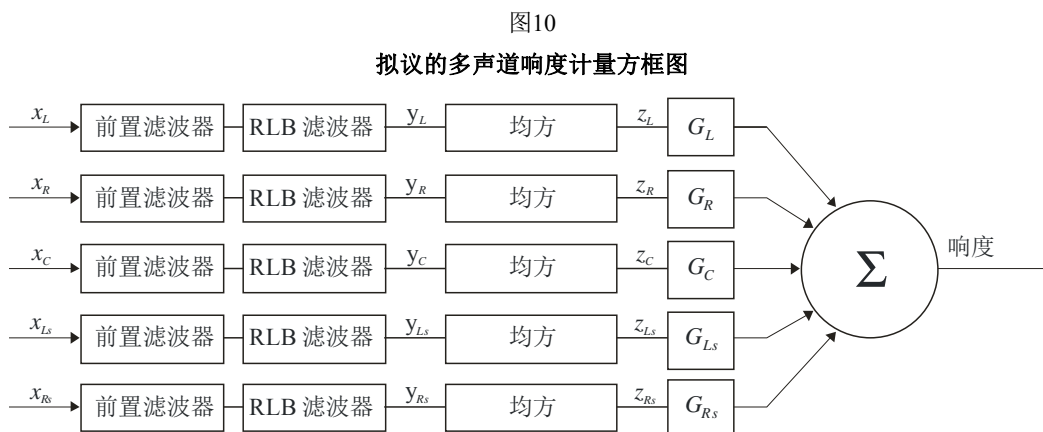 图10
拟议的多声道响度计量方框图
x_L 前置滤波器 RLB 滤波器 y_L 均方 z_L G_L
x_R 前置滤波器 RLB 滤波器 y_R 均方 z_R G_R
x_C 前置滤波器 RLB 滤波器 y_C 均方 z_C G_C Σ 响度
x_Ls 前置滤波器 RLB 滤波器 y_Ls 均方 z_Ls G_Ls
x_Rs 前置滤波器 RLB 滤波器 y_Rs 均方 z_Rs G_Rs